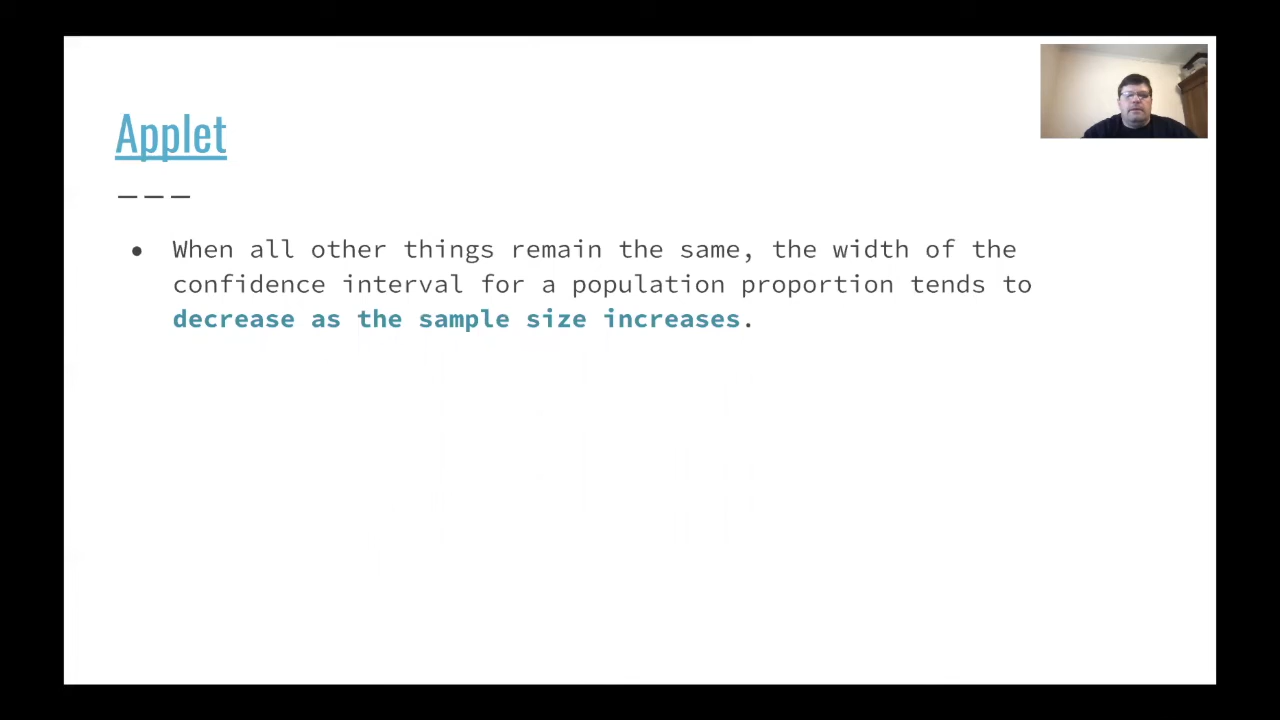 Applet
● When all other things remain the same, the width of the
confidence interval for a population proportion tends to
decrease as the sample size increases.